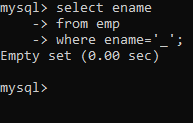 mysql> select ename
    -> from emp
    -> where ename='_';
Empty set (0.00 sec)
mysql>